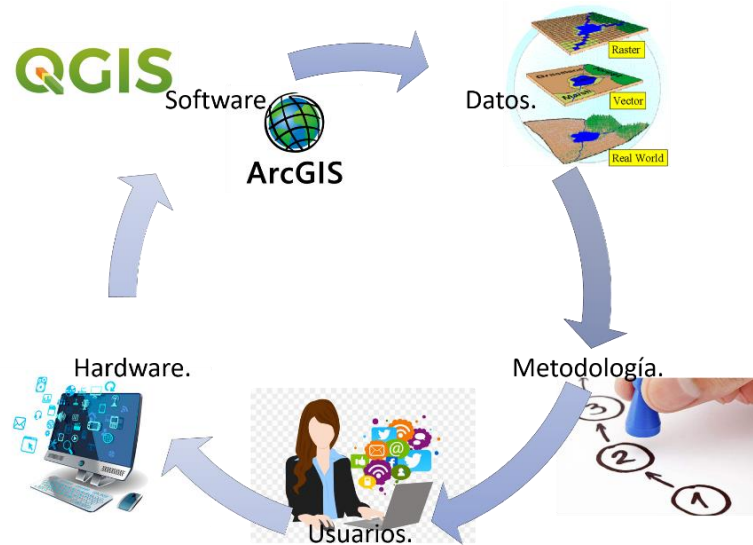 QGIS
Software.
ArcGIS
Datos.
Raster
Vector
Real World
Metodología.
3
2
1
Usuarios.
Hardware.